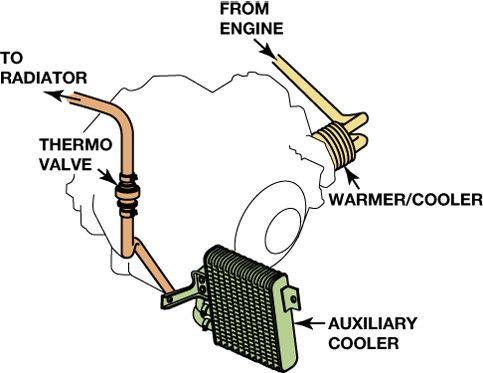 FROM
ENGINE
TO
RADIATOR
THERMO
VALVE
WARMER/COOLER
AUXILIARY
COOLER